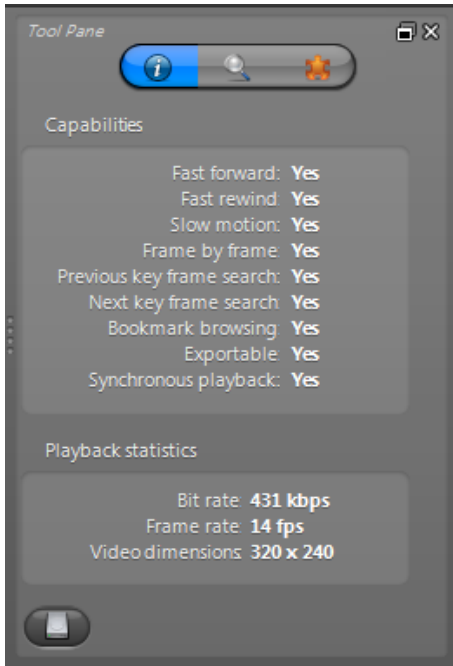 Tool Pane
Capabilities
Fast forward: Yes
Fast rewind: Yes
Slow motion: Yes
Frame by frame: Yes
Previous key frame search: Yes
Next key frame search: Yes
Bookmark browsing: Yes
Exportable: Yes
Synchronous playback: Yes
Playback statistics
Bit rate: 431 kbps
Frame rate: 14 fps
Video dimensions: 320 x 240